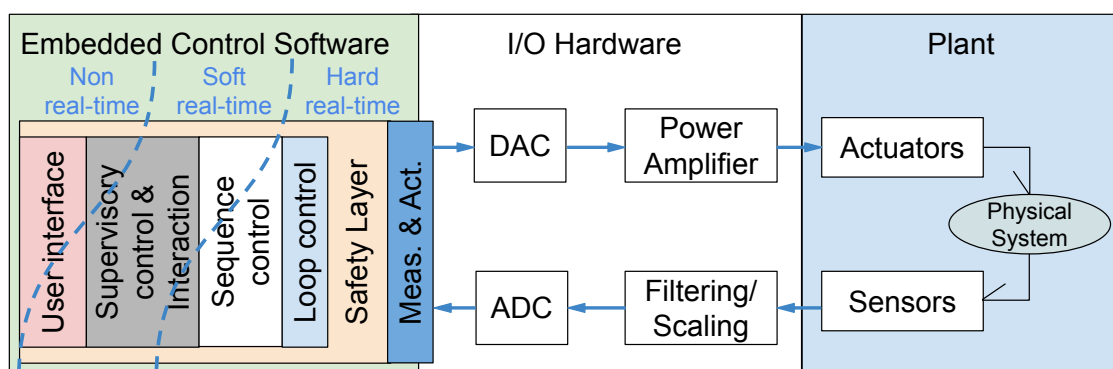 Embedded Control Software
I/O Hardware
Plant
Non
real-time
Soft
real-time
Hard
real-time
User interface
Supervisory
control &
Interaction
Sequence
control
Loop control
Safety Layer
Meas. & Act.
DAC
Power
Amplifier
Actuators
Physical
System
ADC
Filtering/
Scaling
Sensors